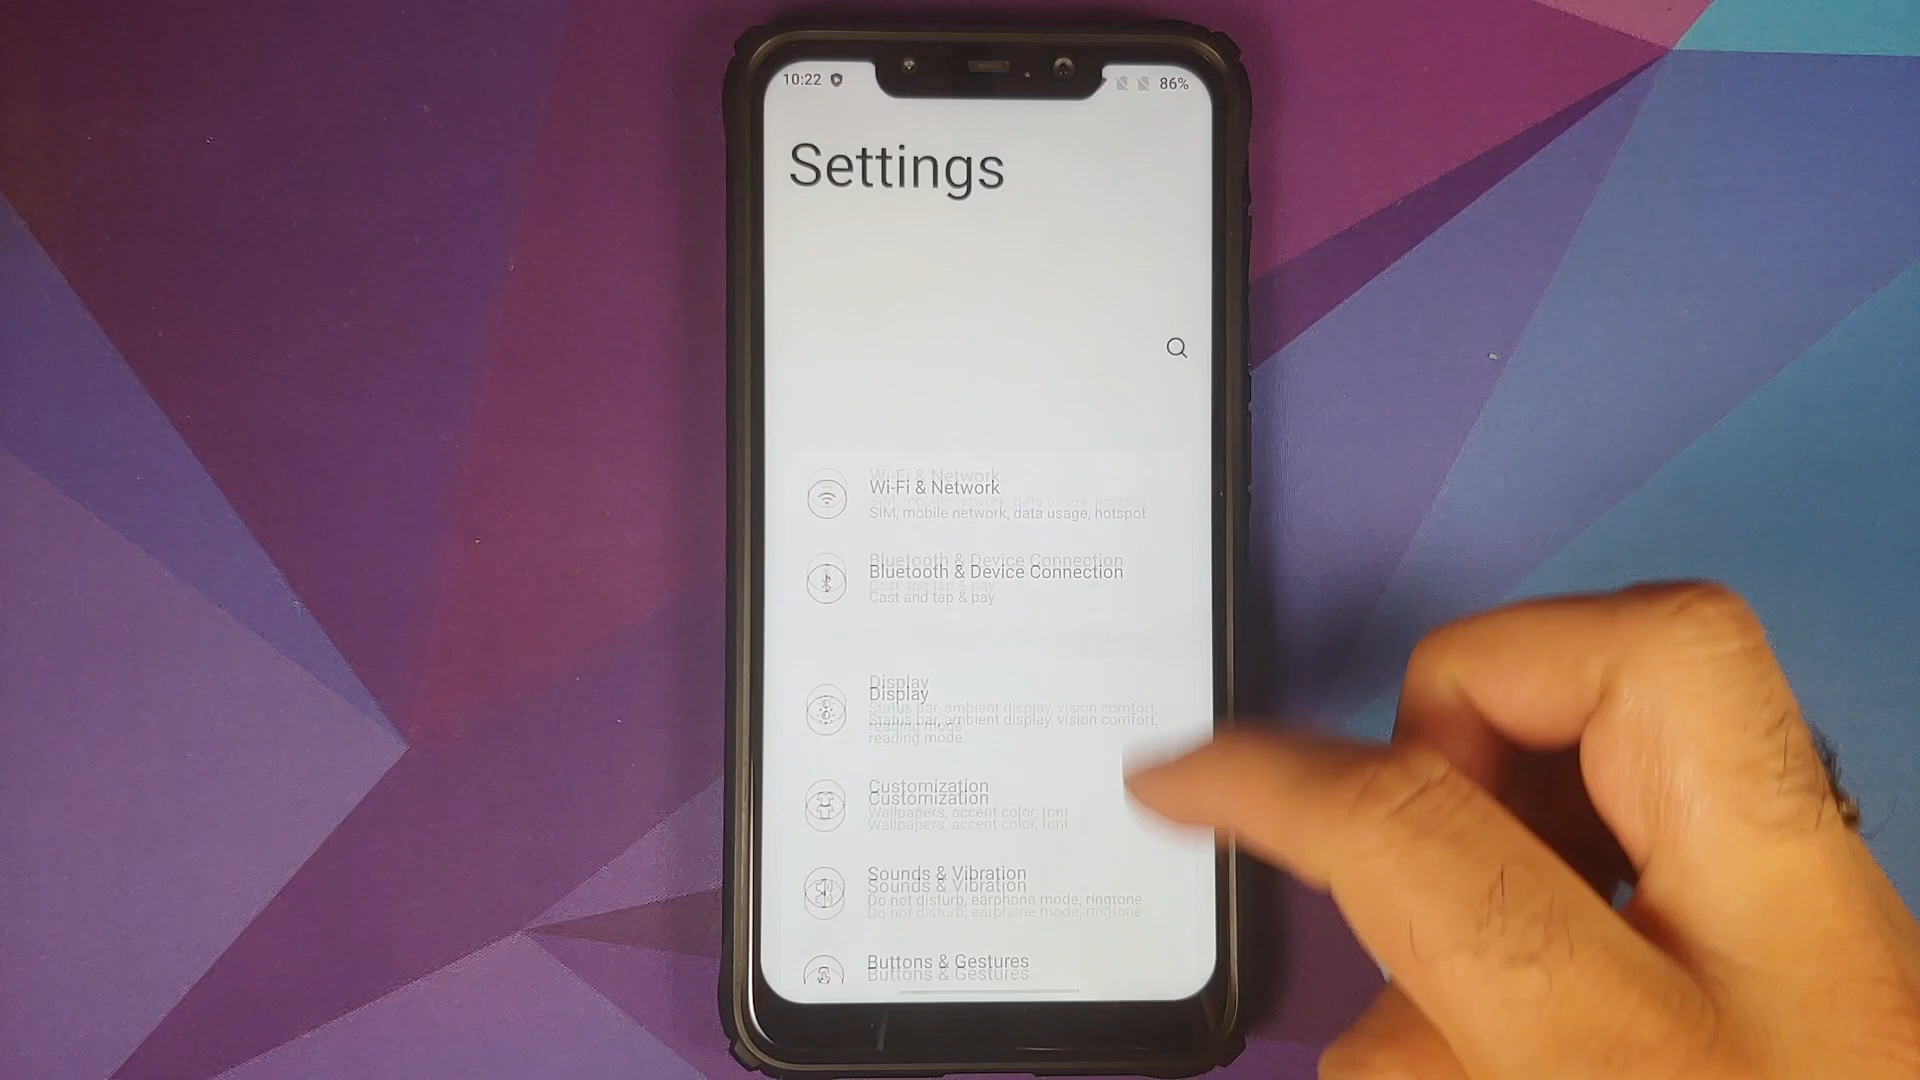 10:22
86%
Settings
Wi-Fi & Network
SIM, mobile network, data usage, hotspot
Bluetooth & Device Connection
Cast and tap & pay
Display
Status bar, ambient display, vision comfort,
reading mode
Customization
Wallpapers, accent color, font
Sounds & Vibration
Do not disturb, earphone mode, ringtone
Buttons & Gestures